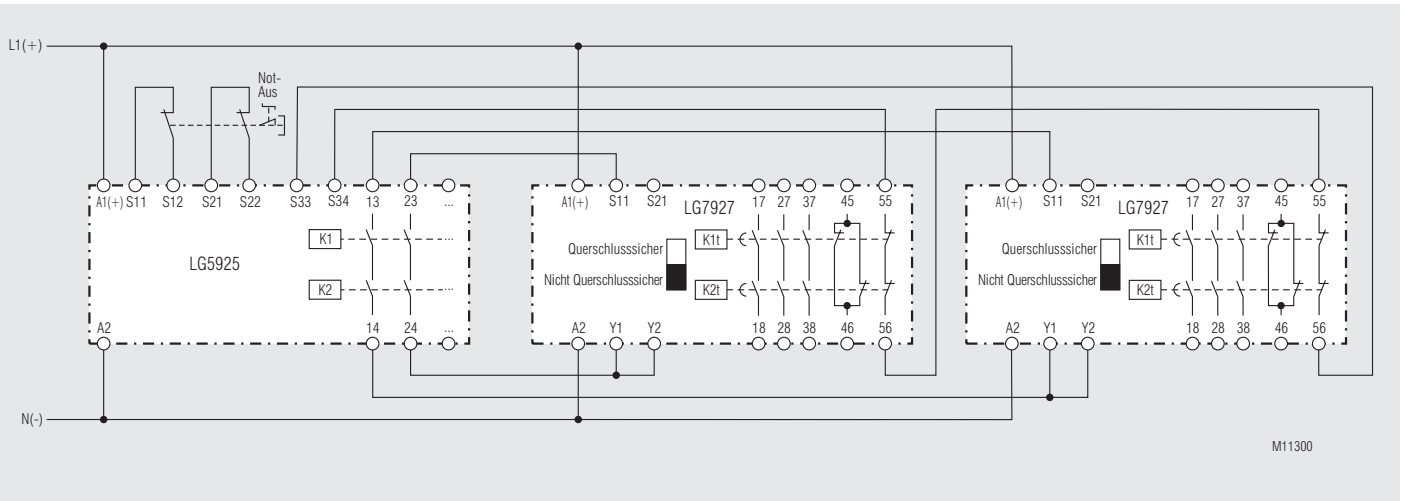 L1(+)
Not-
Aus
A1(+) S11 S12 S21 S22 S33 S34 13 23 ...
A1(+) S11 S21 17 27 37 45 55
A1(+) S11 S21 17 27 37 45 55
LG7927
LG7927
K1 ...
K1t
K1t
Querschlusssicher
Querschlusssicher
LG5925
Nicht Querschlusssicher
Nicht Querschlusssicher
K2 ...
K2t
K2t
A2 14 24 ...
A2 Y1 Y2 18 28 38 46 56
A2 Y1 Y2 18 28 38 46 56
N(-)
M11300